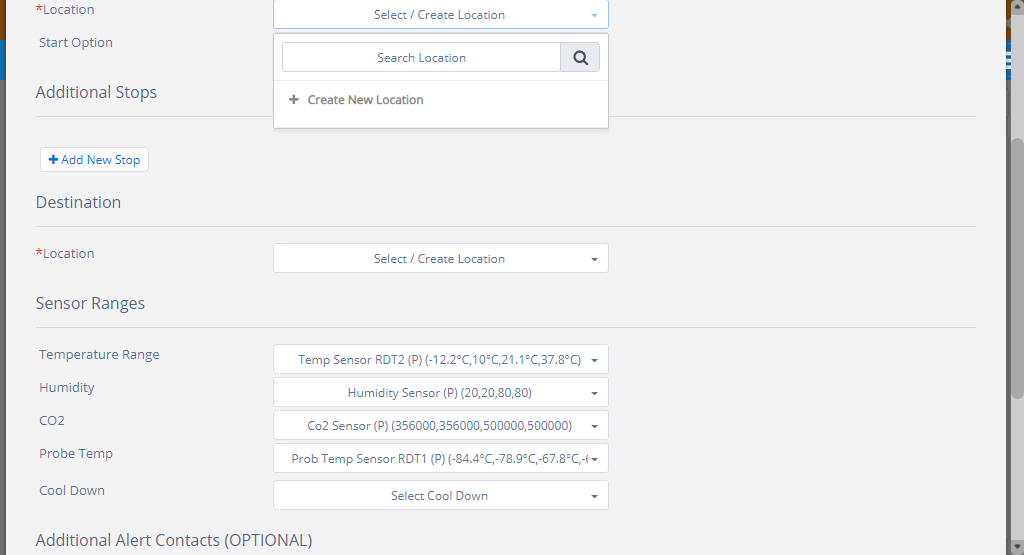 *Location
Select / Create Location
Start Option
Search Location
Create New Location
Additional Stops
Add New Stop
Destination
*Location
Select / Create Location
Sensor Ranges
Temperature Range
Temp Sensor RDT2 (P) (-12.2°C,10°C,21.1°C,37.8°C)
Humidity
Humidity Sensor (P) (20,20,80,80)
CO2
Co2 Sensor (P) (356000,356000,500000,500000)
Probe Temp
Prob Temp Sensor RDT1 (P) (-84.4°C,-78.9°C,-67.8°C,-
Cool Down
Select Cool Down
Additional Alert Contacts (OPTIONAL)